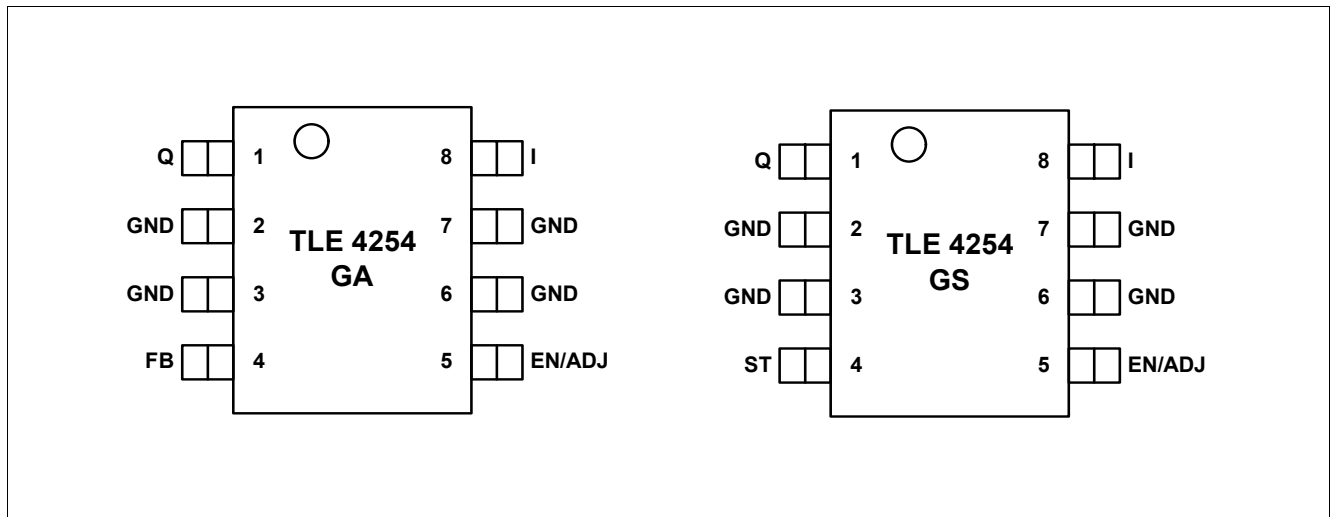 Q 1 8 I
GND 2 7 GND
TLE 4254
GA
GND 3 6 GND
FB 4 5 EN/ADJ
Q 1 8 I
GND 2 7 GND
TLE 4254
GS
GND 3 6 GND
ST 4 5 EN/ADJ